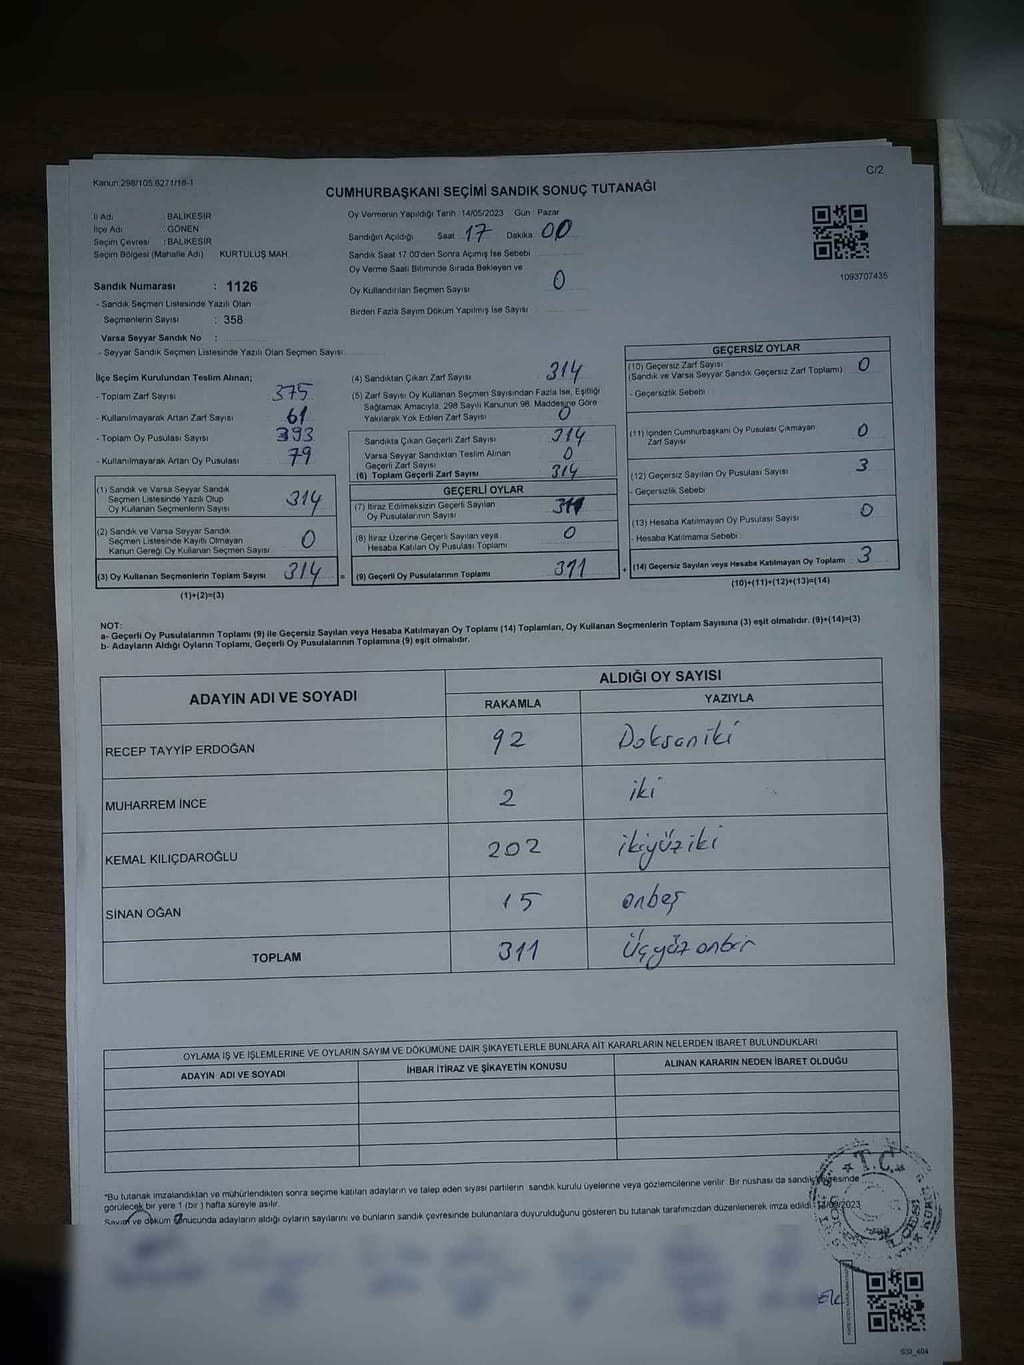 Kanun:298/105,6271/18-1
C/2
CUMHURBAŞKANI SEÇİMİ SANDIK SONUÇ TUTANAĞI
İl Adı : BALIKESİR
İlçe Adı : GÖNEN
Seçim Çevresi : BALIKESİR
Seçim Bölgesi (Mahalle Adı) KURTULUŞ MAH.
Oy Vermenin Yapıldığı Tarih : 14/05/2023 Gün : Pazar
Sandığın Açıldığı Saat 17 Dakika 00
Sandık Saat 17.00'den Sonra Açılmış İse Sebebi
Oy Verme Saati Bitiminde Sırada Bekleyen ve
Oy Kullandırılan Seçmen Sayısı 0
Birden Fazla Sayım Döküm Yapılmış İse Sayısı
1093707435
Sandık Numarası : 1126
- Sandık Seçmen Listesinde Yazılı Olan
Seçmenlerin Sayısı : 358
Varsa Seyyar Sandık No :
- Seyyar Sandık Seçmen Listesinde Yazılı Olan Seçmen Sayısı
İlçe Seçim Kurulundan Teslim Alınan;
- Toplam Zarf Sayısı 375
- Kullanılmayarak Artan Zarf Sayısı 61
- Toplam Oy Pusulası Sayısı 393
- Kullanılmayarak Artan Oy Pusulası 79
(1) Sandık ve Varsa Seyyar Sandık
Seçmen Listesinde Yazılı Olup
Oy Kullanan Seçmenlerin Sayısı 314
(2) Sandık ve Varsa Seyyar Sandık
Seçmen Listesinde Kayıtlı Olmayan
Kanun Gereği Oy Kullanan Seçmen Sayısı 0
(3) Oy Kullanan Seçmenlerin Toplam Sayısı 314 =
(1)+(2)=(3)
(4) Sandıktan Çıkan Zarf Sayısı 314
(5) Zarf Sayısı Oy Kullanan Seçmen Sayısından Fazla İse, Eşitliği
Sağlamak Amacıyla; 298 Sayılı Kanunun 98. Maddesine Göre
Yakılarak Yok Edilen Zarf Sayısı 0
Sandıkta Çıkan Geçerli Zarf Sayısı 314
Varsa Seyyar Sandıktan Teslim Alınan
Geçerli Zarf Sayısı 0
(6) Toplam Geçerli Zarf Sayısı 314
GEÇERLİ OYLAR
(7) İtiraz Edilmeksizin Geçerli Sayılan
Oy Pusulalarının Sayısı 311
(8) İtiraz Üzerine Geçerli Sayılan veya
Hesaba Katılan Oy Pusulası Toplamı 0
(9) Geçerli Oy Pusulalarının Toplamı 311 +
GEÇERSİZ OYLAR
(10) Geçersiz Zarf Sayısı 0
(Sandık ve Varsa Seyyar Sandık Geçersiz Zarf Toplamı)
- Geçersizlik Sebebi
(11) İçinden Cumhurbaşkanı Oy Pusulası Çıkmayan
Zarf Sayısı 0
(12) Geçersiz Sayılan Oy Pusulası Sayısı 3
- Geçersizlik Sebebi
(13) Hesaba Katılmayan Oy Pusulası Sayısı 0
- Hesaba Katılmama Sebebi
(14) Geçersiz Sayılan veya Hesaba Katılmayan Oy Toplamı 3
(10)+(11)+(12)+(13)=(14)
NOT:
a- Geçerli Oy Pusulalarının Toplamı (9) ile Geçersiz Sayılan veya Hesaba Katılmayan Oy Toplamı (14) Toplamları, Oy Kullanan Seçmenlerin Toplam Sayısına (3) eşit olmalıdır. (9)+(14)=(3)
b- Adayların Aldığı Oyların Toplamı, Geçerli Oy Pusulalarının Toplamına (9) eşit olmalıdır.
ADAYIN ADI VE SOYADI
ALDIĞI OY SAYISI
RAKAMLA YAZIYLA
RECEP TAYYİP ERDOĞAN 92 Doksaniki
MUHARREM İNCE 2 iki
KEMAL KILIÇDAROĞLU 202 ikiyüziki
SİNAN OĞAN 15 onbeş
TOPLAM 311 Üçyüz onbir
OYLAMA İŞ VE İŞLEMLERİNE VE OYLARIN SAYIM VE DÖKÜMÜNE DAİR ŞİKAYETLERLE BUNLARA AİT KARARLARIN NELERDEN İBARET BULUNDUKLARI
ADAYIN ADI VE SOYADI İHBAR İTİRAZ VE ŞİKAYETİN KONUSU ALINAN KARARIN NEDEN İBARET OLDUĞU
"Bu tutanak imzalandıktan ve mühürlendikten sonra seçime katılan adayların ve talep eden siyasi partilerin sandık kurulu üyelerine veya gözlemcilerine verilir. Bir nüshası da sandık çevresinde
görülecek bir yere 1 (bir) hafta süreyle asılır.
Sayım ve döküm sonucunda adayların aldığı oyların sayılarını ve bunların sandık çevresinde bulunanlara duyurulduğunu gösteren bu tutanak tarafımızdan düzenlenerek imza edildi.
T.C.
SSI_404